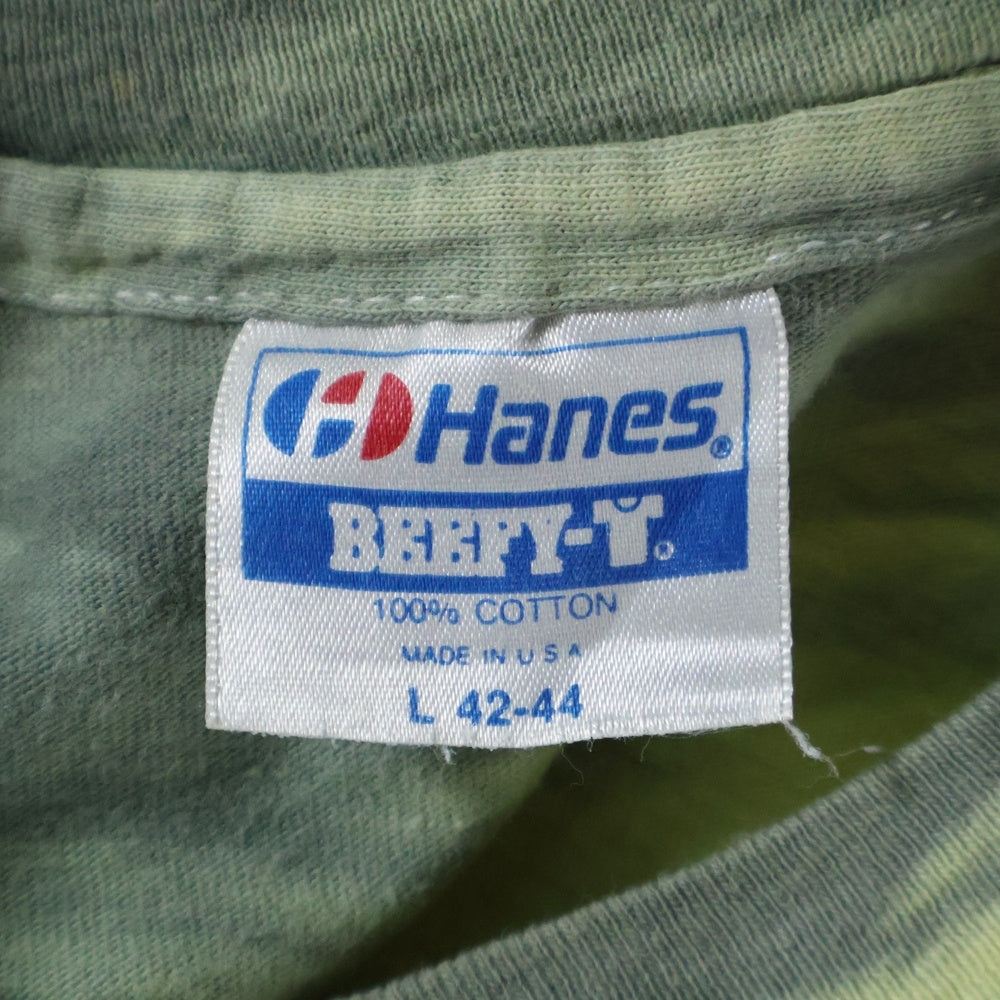 Hanes®
BEEFY-T®
100% COTTON
MADE IN U S A
L 42-44